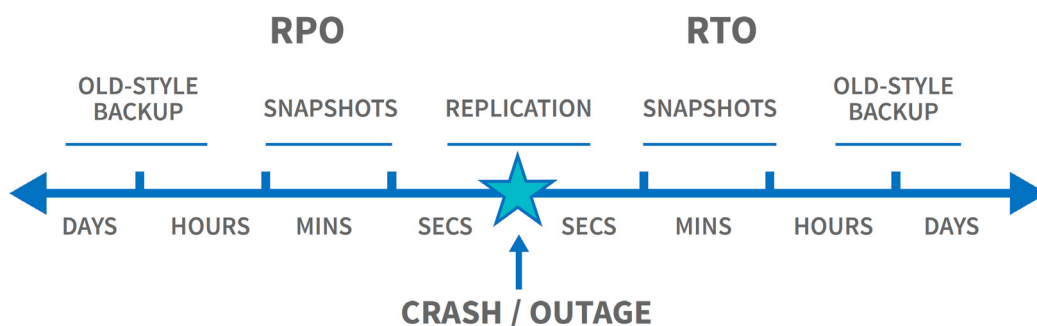 RPO
RTO
OLD-STYLE
BACKUP
SNAPSHOTS
REPLICATION
SNAPSHOTS
OLD-STYLE
BACKUP
DAYS
HOURS
MINS
SECS
SECS
MINS
HOURS
DAYS
CRASH / OUTAGE